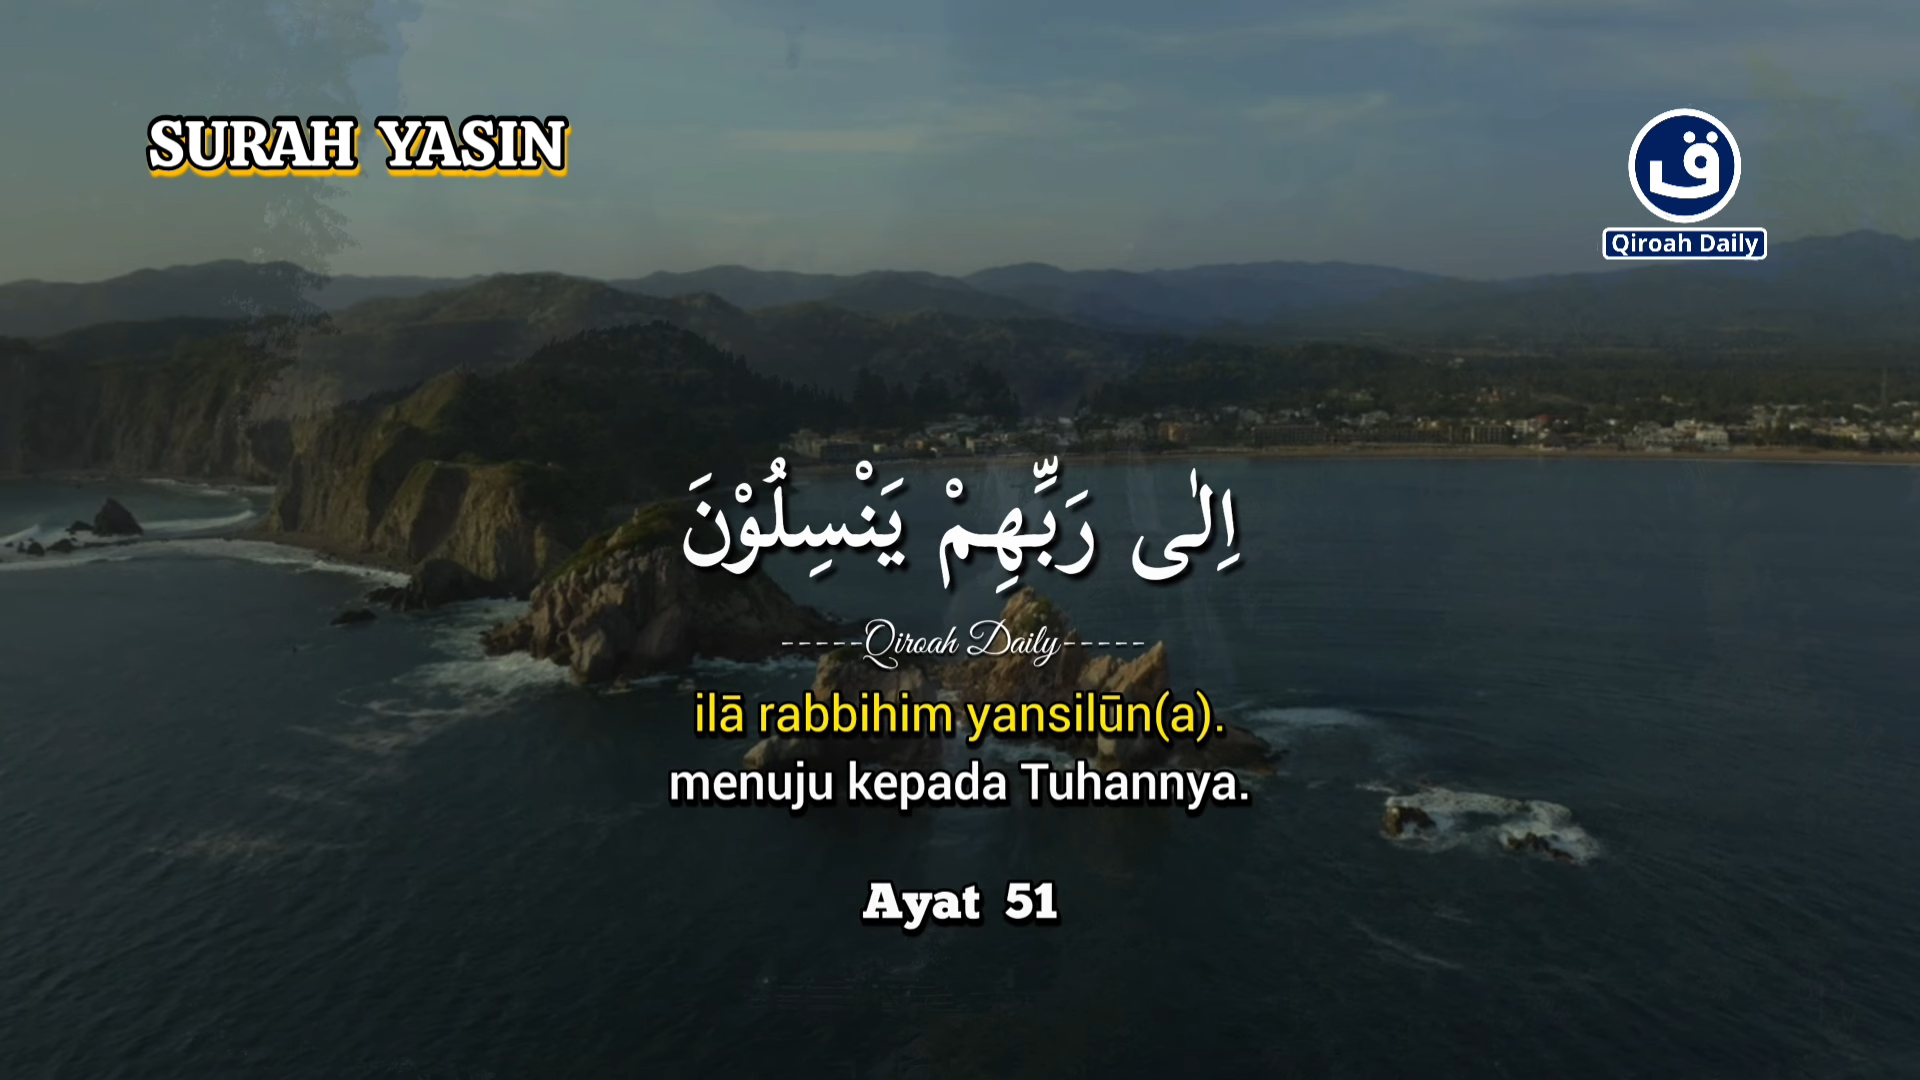 SURAH YASIN
ق
Qiroah Daily
اِلٰى رَبِّهِمْ يَنْسِلُوْنَ
-----Qiroah Daily-----
ilā rabbihim yansilūn(a).
menuju kepada Tuhannya.
Ayat 51